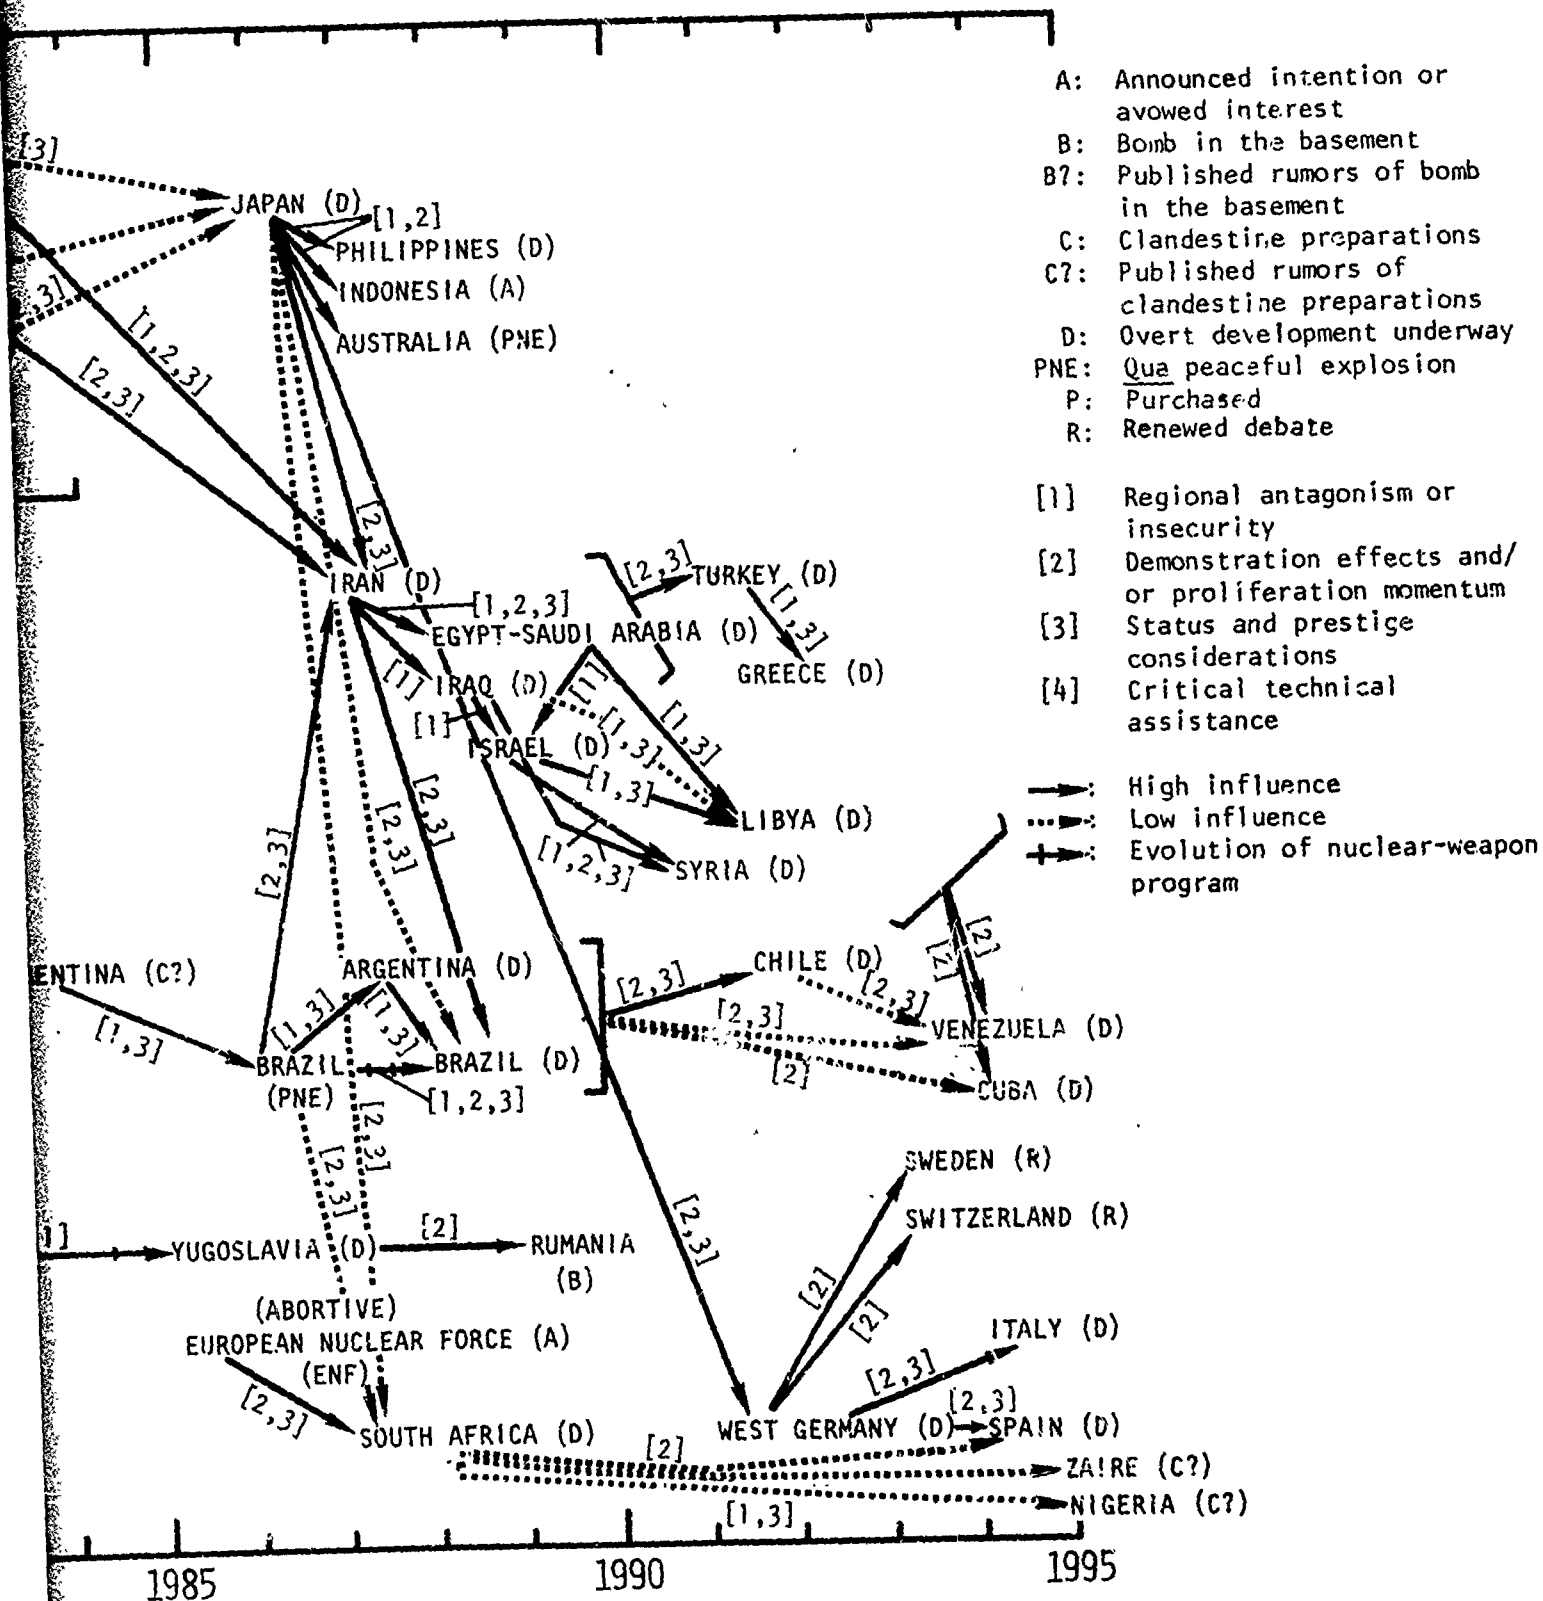 [3]
JAPAN (D)
[1,2]
PHILIPPINES (D)
INDONESIA (A)
AUSTRALIA (PNE)
,3]
[1,2,3]
[2,3]
[2,3]
IRAN (D)
[1,2,3]
EGYPT-SAUDI ARABIA (D)
[1]
IRAQ (D)
[1]
ISRAEL (D)
[1]
[1,3]
[1,3]
[1,3]
LIBYA (D)
[1,2,3]
SYRIA (D)
[2,3]
TURKEY (D)
[1,3]
GREECE (D)
[2,3]
[2,3]
[2,3]
ENTINA (C?)
[1,3]
ARGENTINA (D)
[1,3]
[1,3]
BRAZIL
(PNE)
BRAZIL (D)
[1,2,3]
[2,3]
[2,3]
[2,3]
CHILE (D)
[2,3]
[2,3]
[2]
[2]
[2]
VENEZUELA (D)
CUBA (D)
1]
YUGOSLAVIA (D)
[2]
RUMANIA
(B)
(ABORTIVE)
EUROPEAN NUCLEAR FORCE (A)
(ENF)
[2,3]
SOUTH AFRICA (D)
[2,3]
SWEDEN (R)
SWITZERLAND (R)
[2]
[2]
ITALY (D)
[2,3]
[2,3]
WEST GERMANY (D)
SPAIN (D)
[2]
ZAIRE (C?)
NIGERIA (C?)
[1,3]
1985
1990
1995
A: Announced intention or
avowed interest
B: Bomb in the basement
B?: Published rumors of bomb
in the basement
C: Clandestine preparations
C?: Published rumors of
clandestine preparations
D: Overt development underway
PNE: Qua peaceful explosion
P: Purchased
R: Renewed debate
[1] Regional antagonism or
insecurity
[2] Demonstration effects and/
or proliferation momentum
[3] Status and prestige
considerations
[4] Critical technical
assistance
: High influence
: Low influence
: Evolution of nuclear-weapon
program